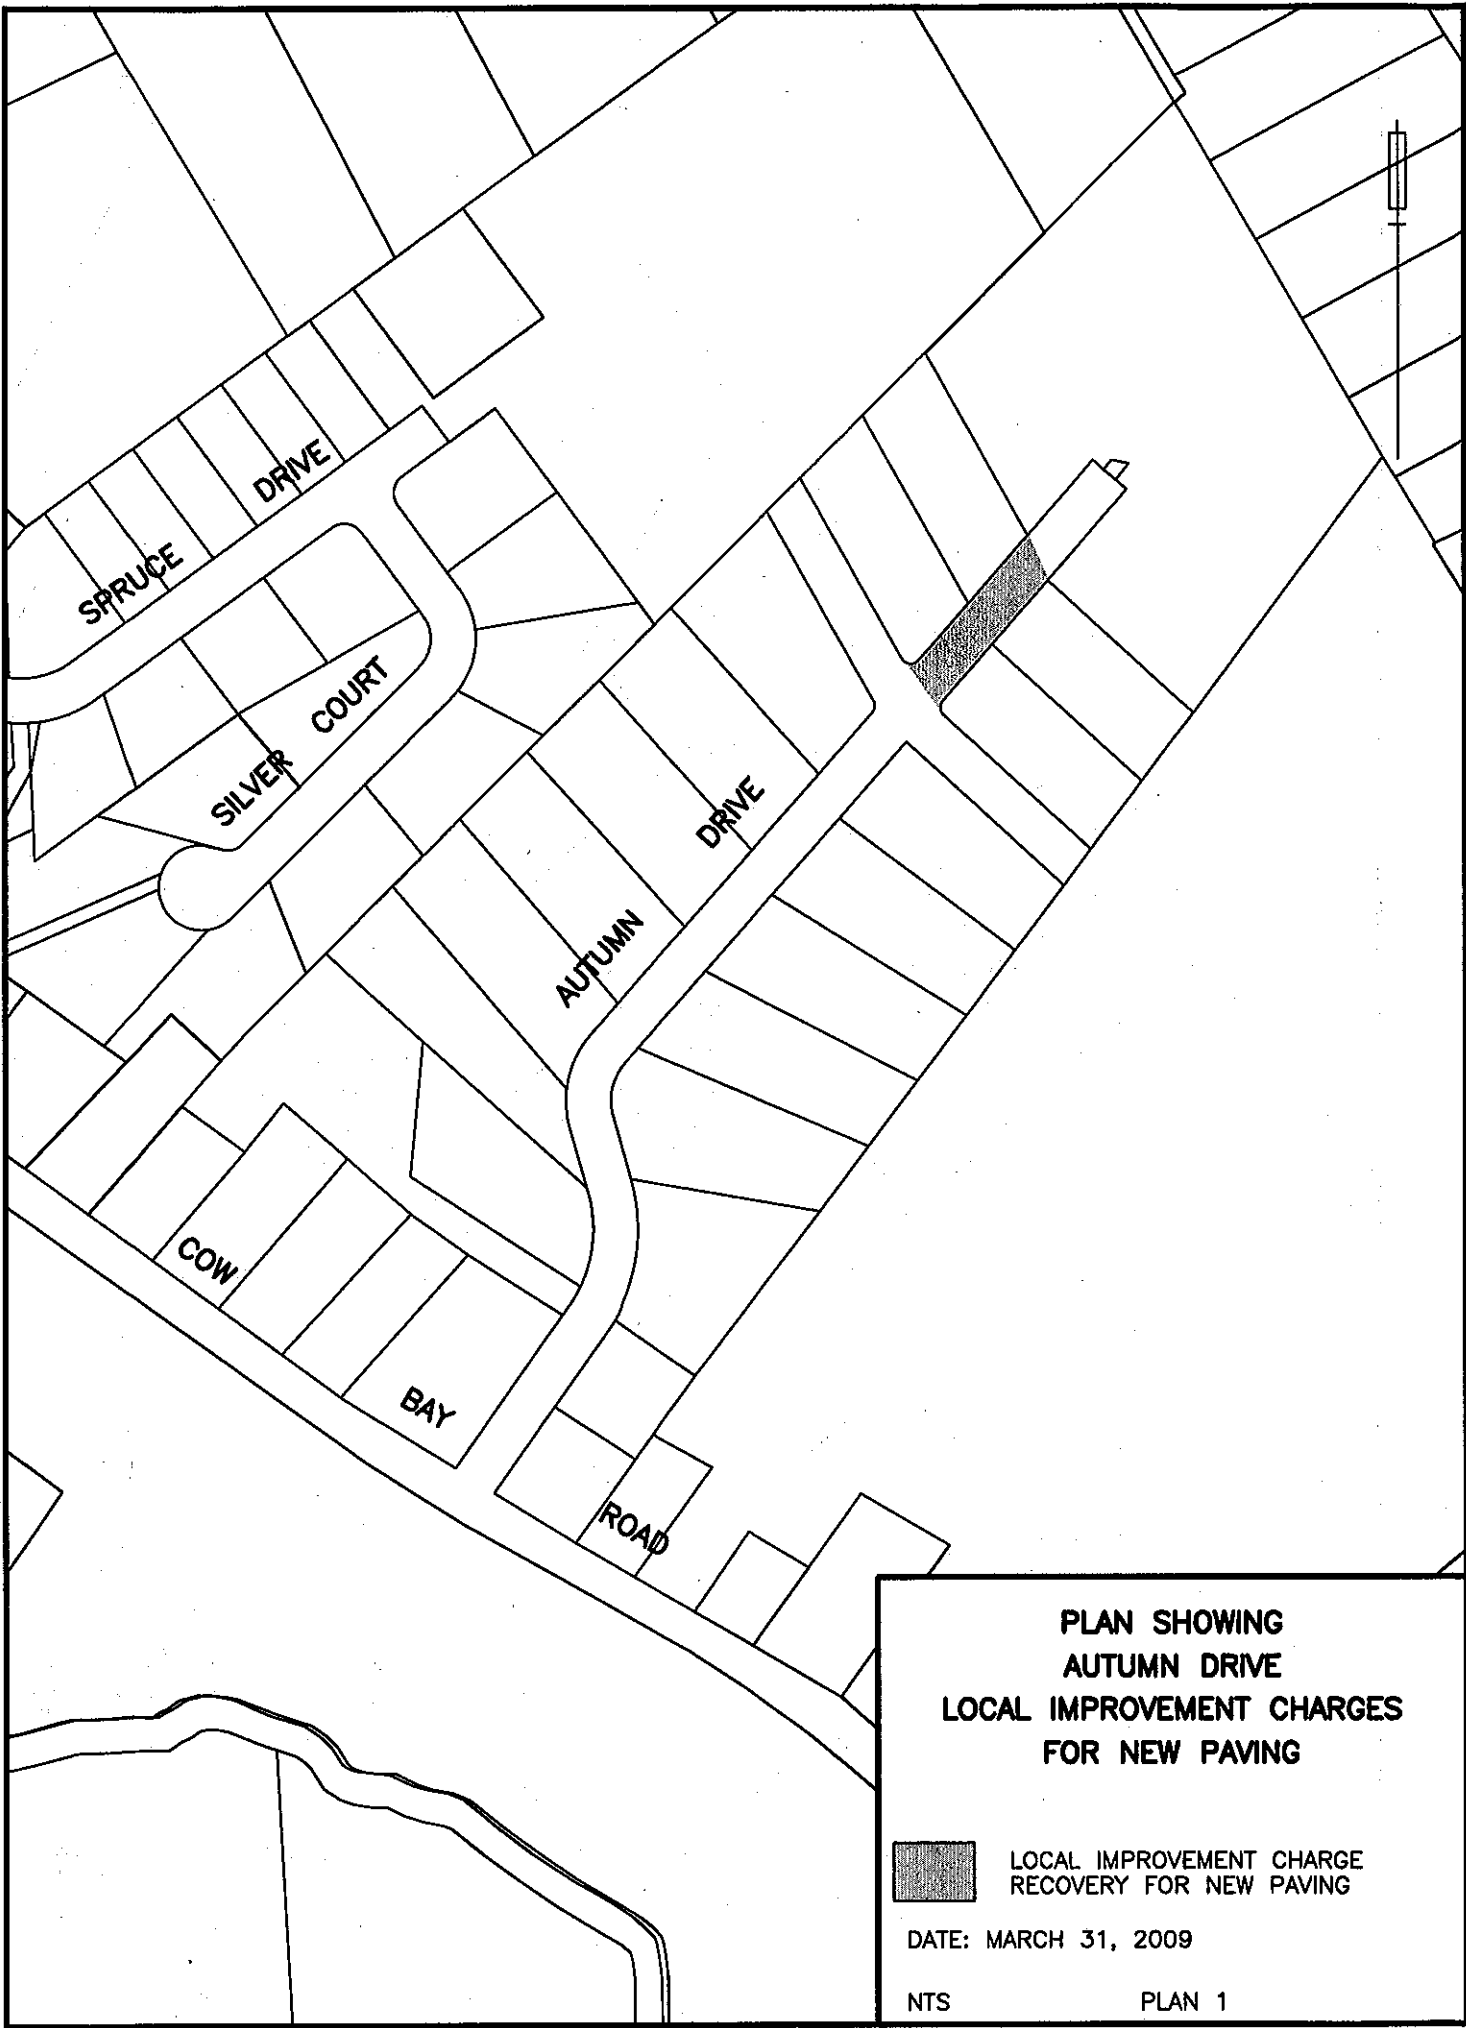 SPRUCE DRIVE
SILVER COURT
AUTUMN DRIVE
COW BAY ROAD
PLAN SHOWING
AUTUMN DRIVE
LOCAL IMPROVEMENT CHARGES
FOR NEW PAVING
LOCAL IMPROVEMENT CHARGE
RECOVERY FOR NEW PAVING
DATE: MARCH 31, 2009
NTS PLAN 1